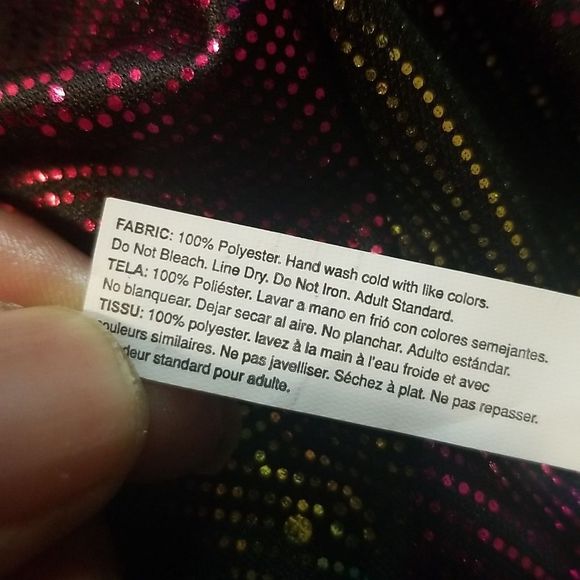 FABRIC: 100% Polyester. Hand wash cold with like colors.
Do Not Bleach. Line Dry. Do Not Iron. Adult Standard.
TELA: 100% Poliéster. Lavar a mano en frió con colores semejantes.
No blanquear. Dejar secar al aire. No planchar. Adulto estándar.
TISSU: 100% polyester. lavez à la main à l'eau froide et avec
similaires. Ne pas javelliser. Séchez à plat. Ne pas repasser.
standard pour adulte.